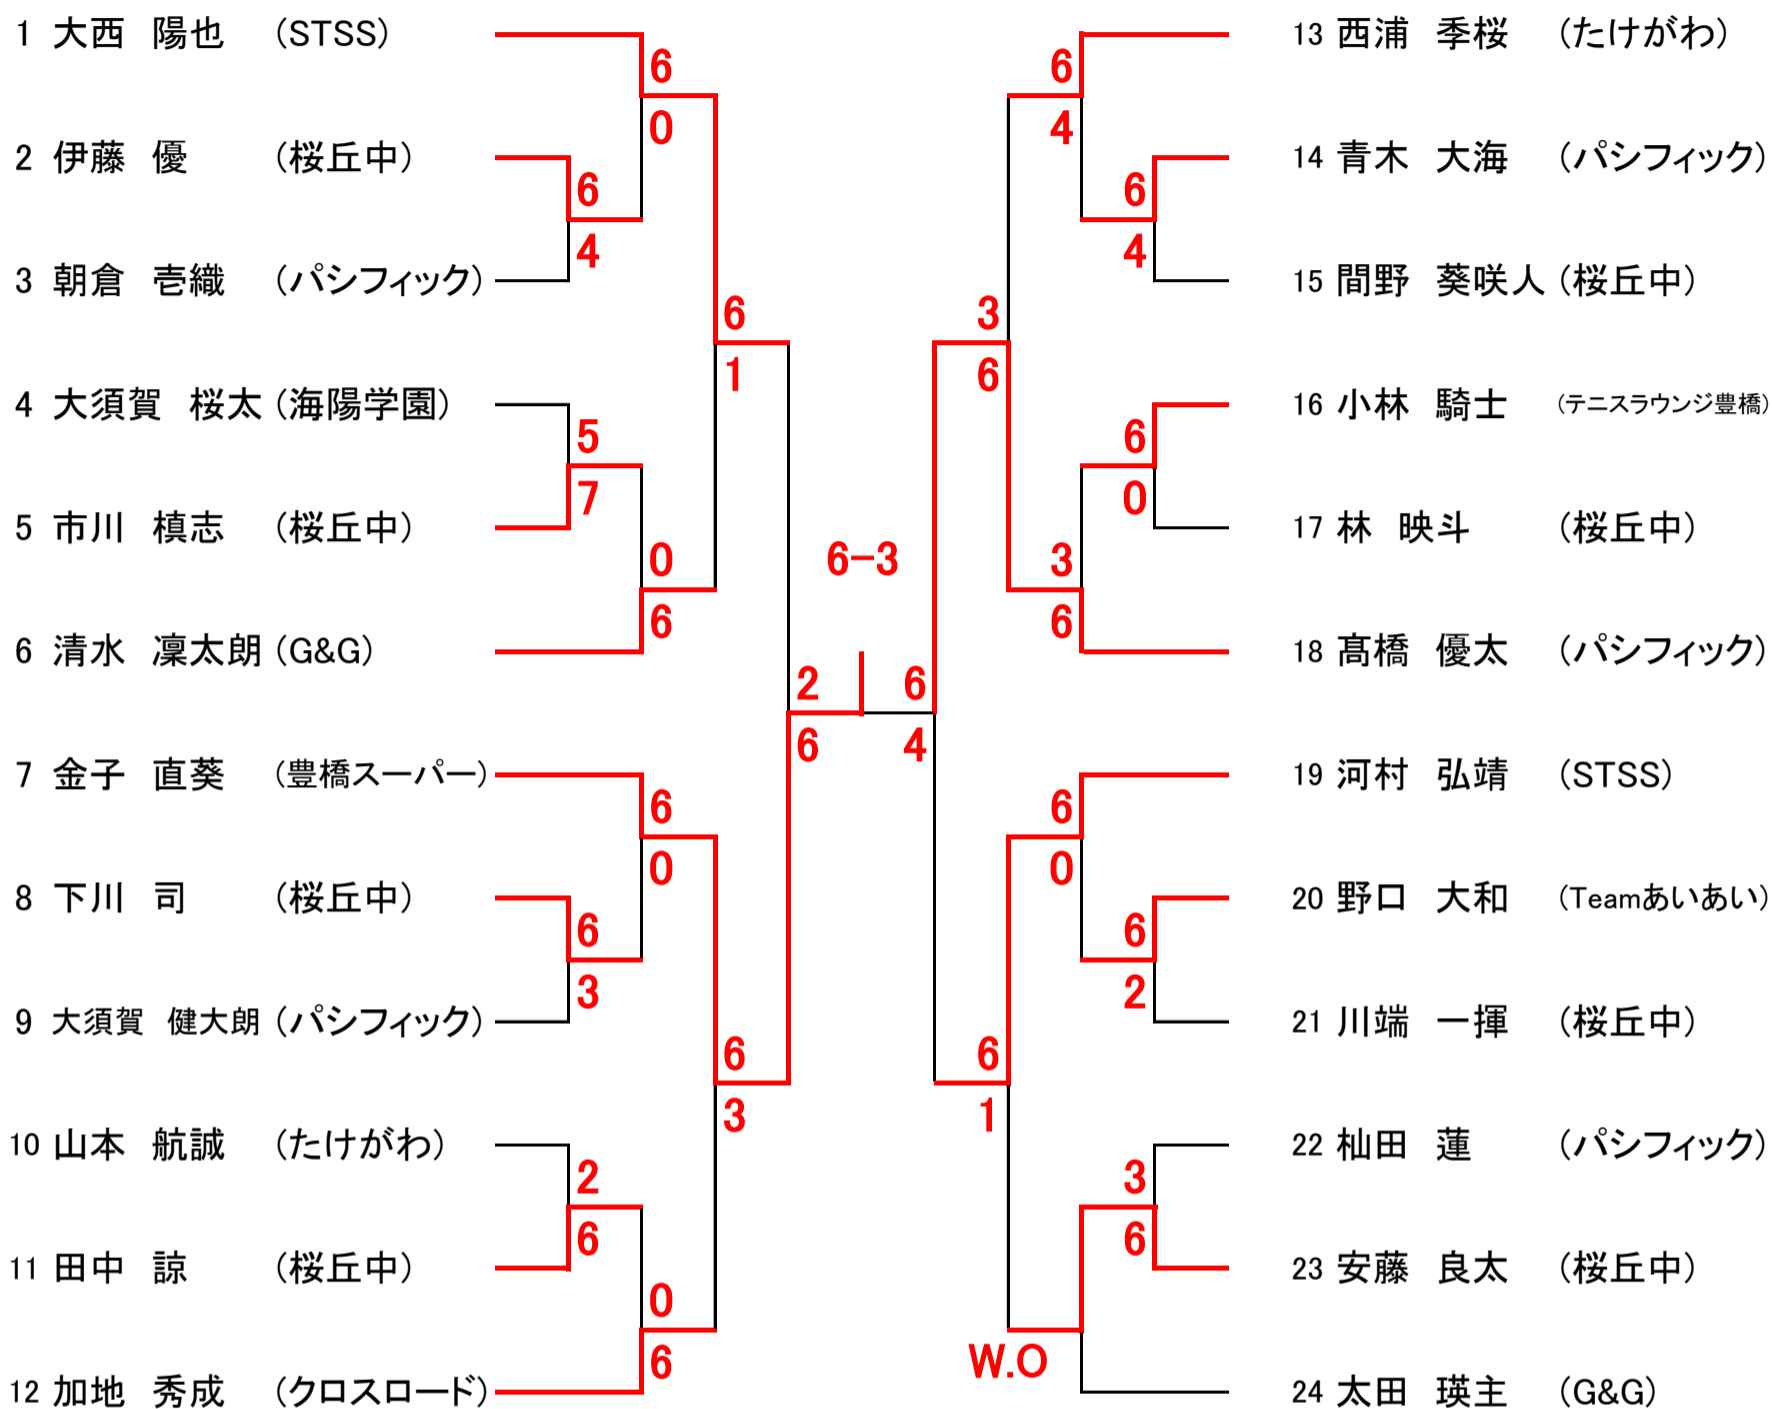 1 大西 陽也 (STSS)
6
0
2 伊藤 優 (桜丘中)
6
4
3 朝倉 壱織 (パシフィック)
6
1
4 大須賀 桜太 (海陽学園)
5
7
5 市川 槙志 (桜丘中)
0
6
6 清水 凜太朗 (G&G)
2
6
7 金子 直葵 (豊橋スーパー)
6
0
8 下川 司 (桜丘中)
6
3
9 大須賀 健大朗 (パシフィック)
6
3
10 山本 航誠 (たけがわ)
2
6
11 田中 諒 (桜丘中)
0
6
12 加地 秀成 (クロスロード)
6-3
13 西浦 季桜 (たけがわ)
6
4
14 青木 大海 (パシフィック)
6
4
15 間野 葵咲人 (桜丘中)
3
6
16 小林 騎士 (テニスラウンジ豊橋)
6
0
17 林 映斗 (桜丘中)
3
6
18 髙橋 優太 (パシフィック)
6
4
19 河村 弘靖 (STSS)
6
0
20 野口 大和 (Teamあいあい)
6
2
21 川端 一揮 (桜丘中)
6
1
22 杣田 蓮 (パシフィック)
3
6
23 安藤 良太 (桜丘中)
W.O
24 太田 瑛主 (G&G)